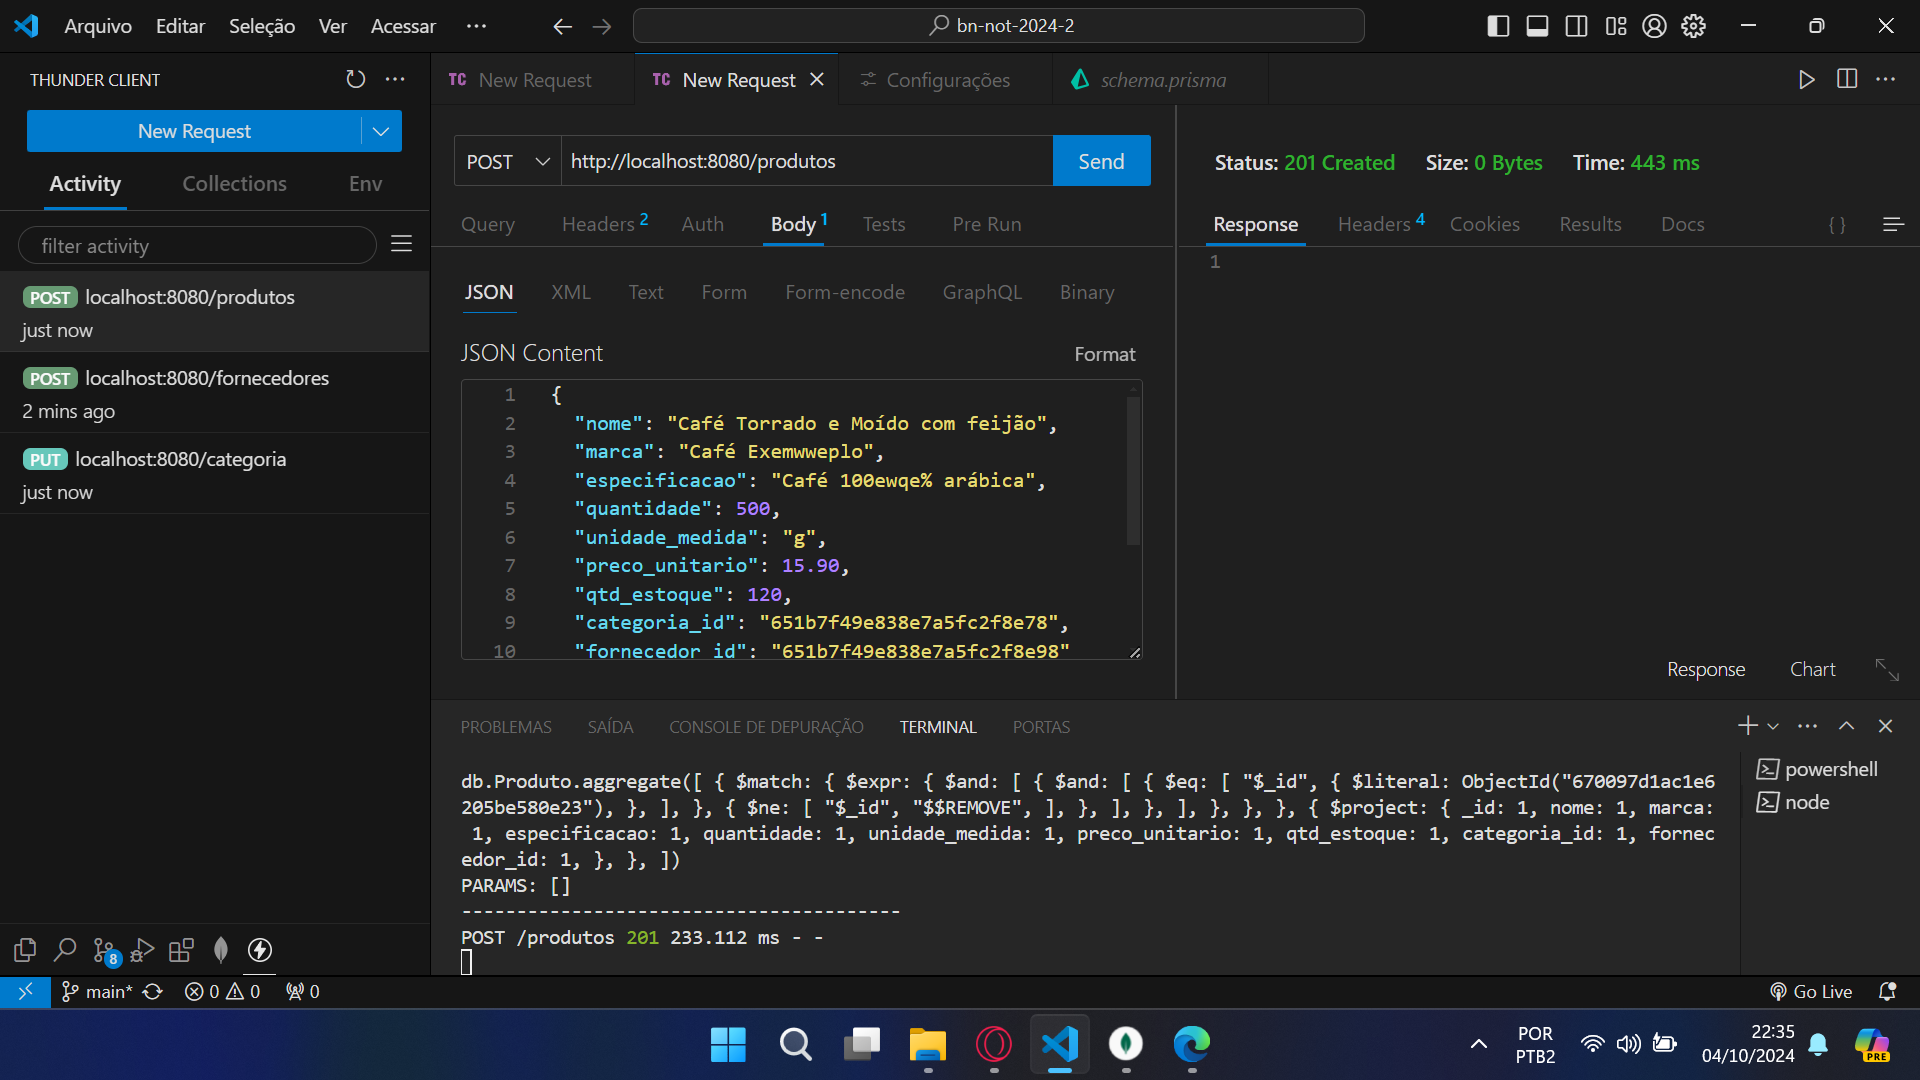 Arquivo Editar Seleção Ver Acessar ··· bn-not-2024-2
THUNDER CLIENT
New Request
Activity Collections Env
filter activity
POST localhost:8080/produtos
just now
POST localhost:8080/fornecedores
2 mins ago
PUT localhost:8080/categoria
just now
TC New Request TC New Request Configurações schema.prisma
POST http://localhost:8080/produtos Send
Query Headers 2 Auth Body 1 Tests Pre Run
JSON XML Text Form Form-encode GraphQL Binary
JSON Content Format
1 {
2 "nome": "Café Torrado e Moído com feijão",
3 "marca": "Café Exemwweplo",
4 "especificacao": "Café 100ewqe% arábica",
5 "quantidade": 500,
6 "unidade_medida": "g",
7 "preco_unitario": 15.90,
8 "qtd_estoque": 120,
9 "categoria_id": "651b7f49e838e7a5fc2f8e78",
10 "fornecedor_id": "651b7f49e838e7a5fc2f8e98"
Status: 201 Created Size: 0 Bytes Time: 443 ms
Response Headers 4 Cookies Results Docs { }
1
Response Chart
PROBLEMAS SAÍDA CONSOLE DE DEPURAÇÃO TERMINAL PORTAS
db.Produto.aggregate([ { $match: { $expr: { $and: [ { $and: [ { $eq: [ "$_id", { $literal: ObjectId("670097d1ac1e6
205be580e23"), }, ], }, { $ne: [ "$_id", "$$REMOVE", ], }, ], }, ], }, }, }, { $project: { _id: 1, nome: 1, marca:
1, especificacao: 1, quantidade: 1, unidade_medida: 1, preco_unitario: 1, qtd_estoque: 1, categoria_id: 1, fornec
edor_id: 1, }, }, ])
PARAMS: []
----------------------------------------
POST /produtos 201 233.112 ms - -
powershell
node
8
main* 0 0 0 Go Live
POR
PTB2
22:35
04/10/2024
PRE